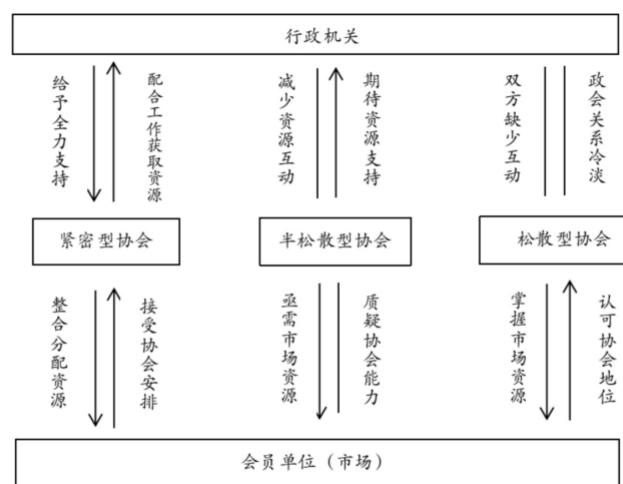 行政机关
给予全力支持
配合工作获取资源
减少资源互动
期待资源支持
双方缺少互动
政会关系冷淡
紧密型协会
半松散型协会
松散型协会
整合分配资源
接受协会安排
亟需市场资源
质疑协会能力
掌握市场资源
认可协会地位
会员单位（市场）